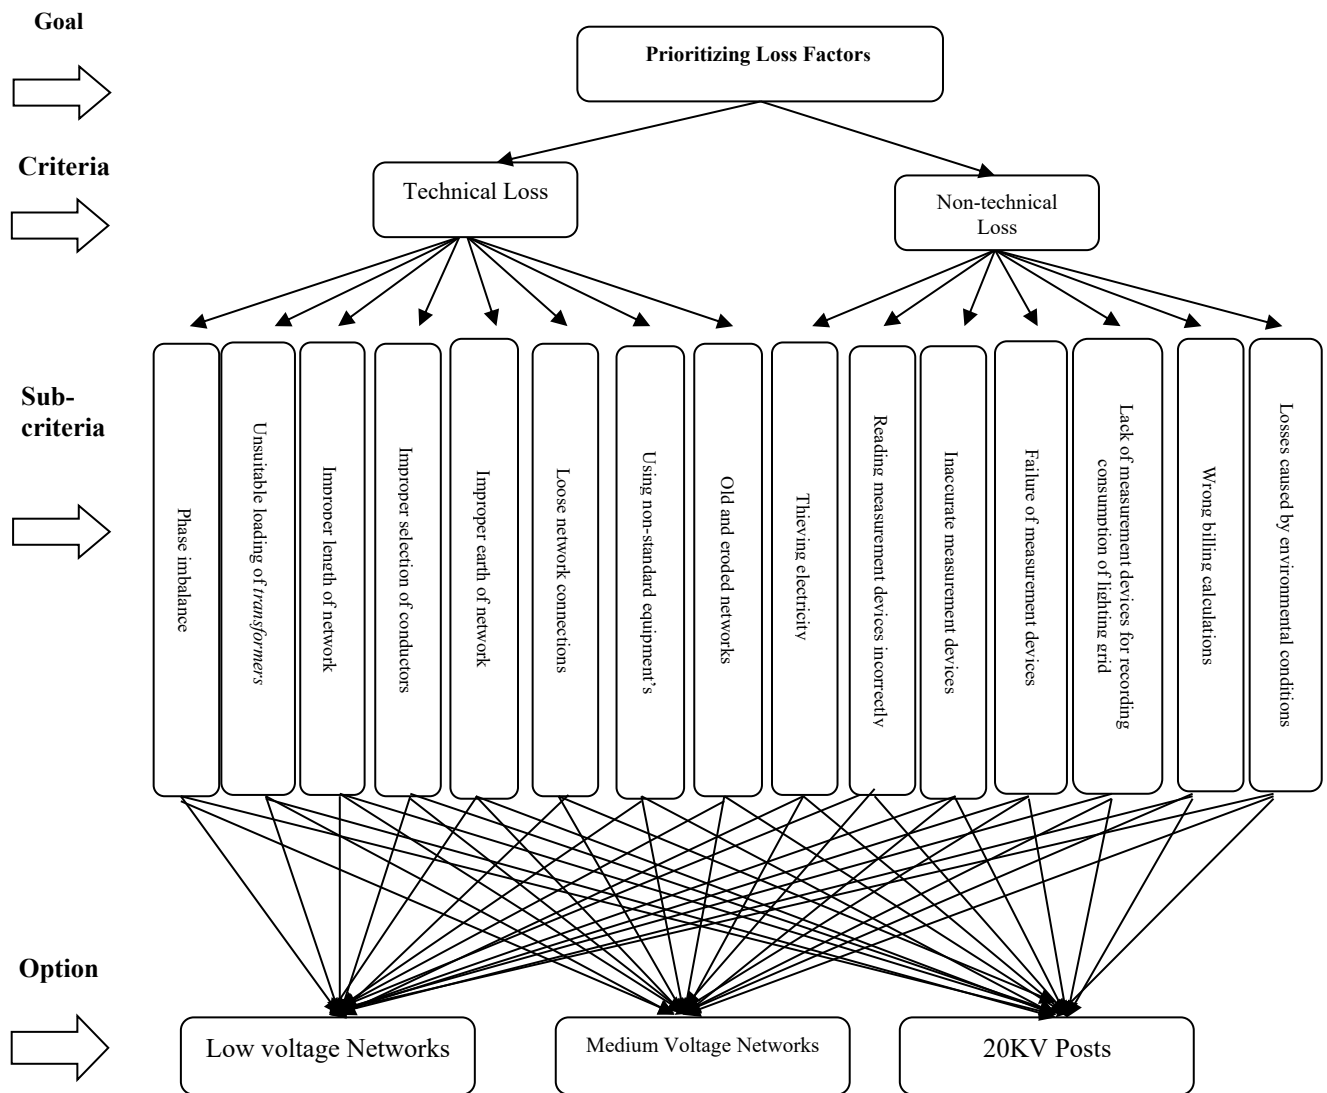 Goal
Prioritizing Loss Factors
Criteria
Technical Loss
Non-technical
Loss
Sub-
criteria
Phase imbalance
Unsuitable loading of transformers
Improper length of network
Improper selection of conductors
Improper earth of network
Loose network connections
Using non-standard equipment's
Old and eroded networks
Thieving electricity
Reading measurement devices incorrectly
Inaccurate measurement devices
Failure of measurement devices
Lack of measurement devices for recording
consumption of lighting grid
Wrong billing calculations
Losses caused by environmental conditions
Option
Low voltage Networks
Medium Voltage Networks
20KV Posts